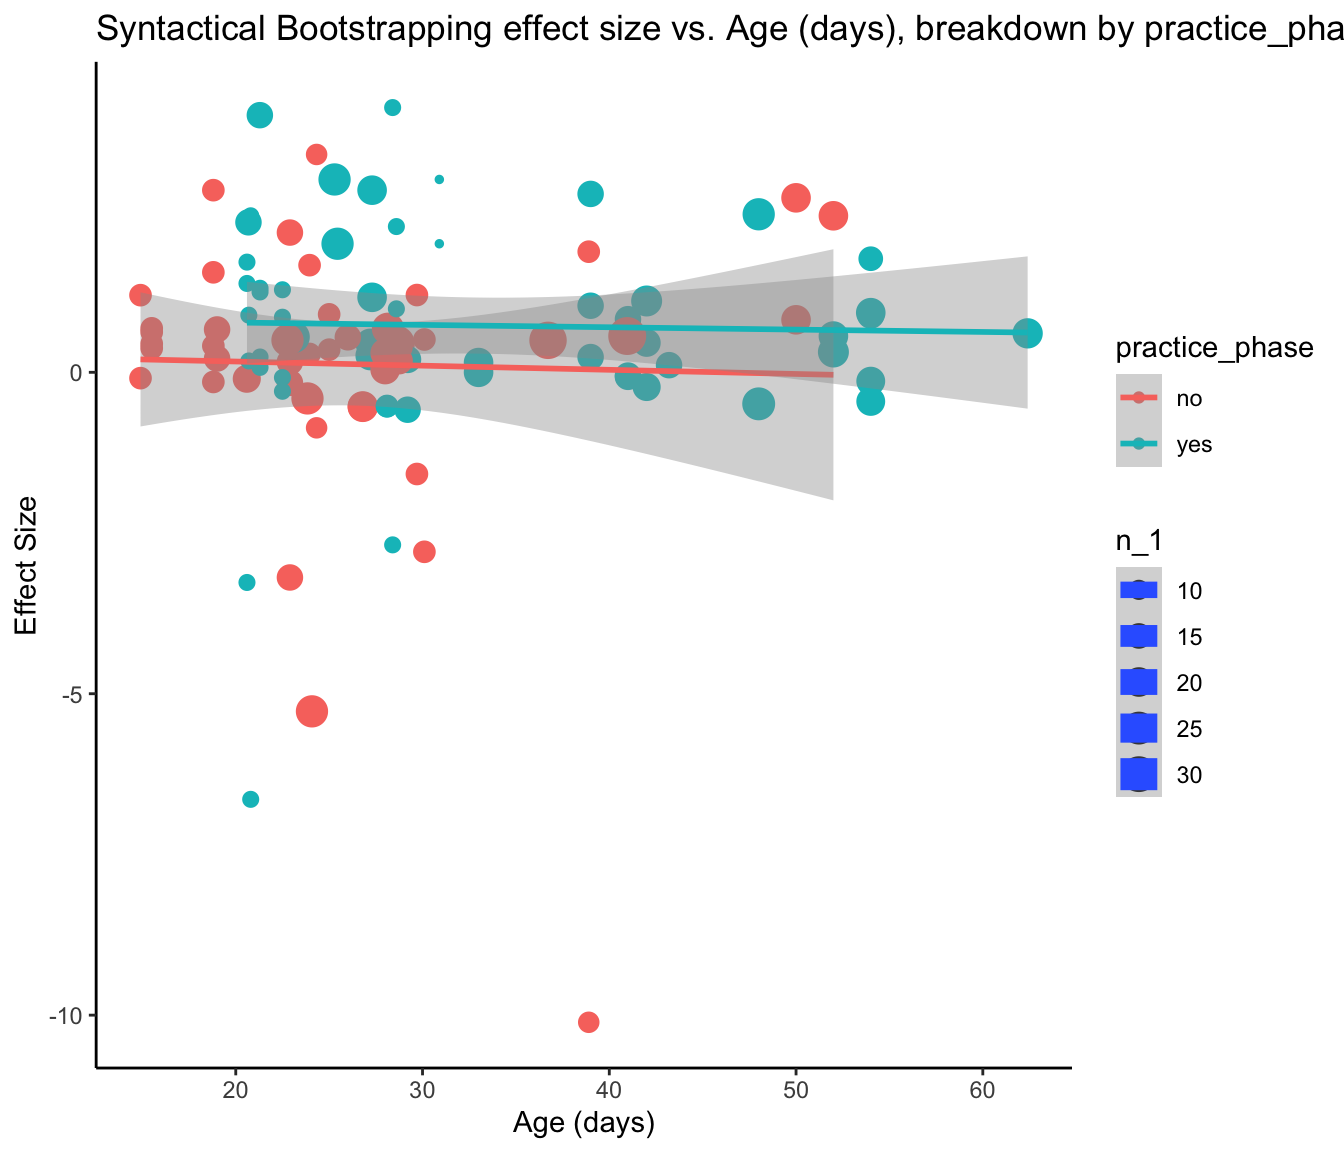 Syntactical Bootstrapping effect size vs. Age (days), breakdown by practice_pha
Effect Size
0
-5
-10
20
30
40
50
60
Age (days)
practice_phase
no
yes
n_1
10
15
20
25
30